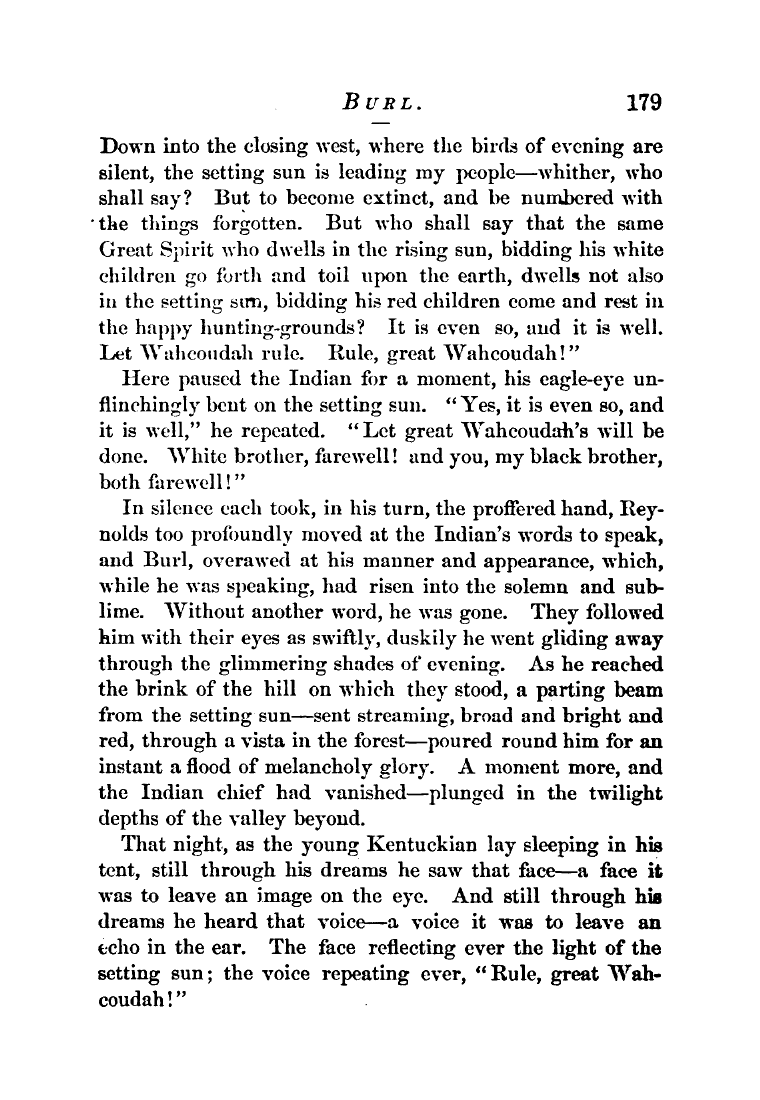 BURL. 179
Down into the closing west, where the birds of evening are
silent, the setting sun is leading my people—whither, who
shall say? But to become extinct, and be numbered with
the things forgotten. But who shall say that the same
Great Spirit who dwells in the rising sun, bidding his white
children go forth and toil upon the earth, dwells not also
in the setting sun, bidding his red children come and rest in
the happy hunting-grounds? It is even so, and it is well.
Let Wahcoudah rule. Rule, great Wahcoudah!”
Here paused the Indian for a moment, his eagle-eye un-
flinchingly bent on the setting sun. “Yes, it is even so, and
it is well,” he repeated. “Let great Wahcoudah’s will be
done. White brother, farewell! and you, my black brother,
both farewell!”
In silence each took, in his turn, the proffered hand, Rey-
nolds too profoundly moved at the Indian’s words to speak,
and Burl, overawed at his manner and appearance, which,
while he was speaking, had risen into the solemn and sub-
lime. Without another word, he was gone. They followed
him with their eyes as swiftly, duskily he went gliding away
through the glimmering shades of evening. As he reached
the brink of the hill on which they stood, a parting beam
from the setting sun—sent streaming, broad and bright and
red, through a vista in the forest—poured round him for an
instant a flood of melancholy glory. A moment more, and
the Indian chief had vanished—plunged in the twilight
depths of the valley beyond.
That night, as the young Kentuckian lay sleeping in his
tent, still through his dreams he saw that face—a face it
was to leave an image on the eye. And still through his
dreams he heard that voice—a voice it was to leave an
echo in the ear. The face reflecting ever the light of the
setting sun; the voice repeating ever, “Rule, great Wah-
coudah!”